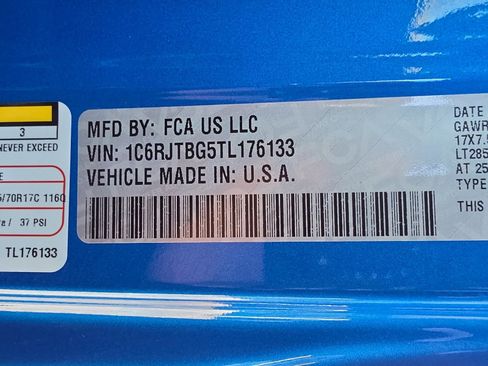 3
NEVER EXCEED
/70R17C 116Q
/ 37 PSI
TL176133
MFD BY: FCA US LLC
VIN: 1C6RJTBG5TL176133
VEHICLE MADE IN: U.S.A.
DATE
GAWR
17X7.5
LT285
AT 25
TYPE
THIS